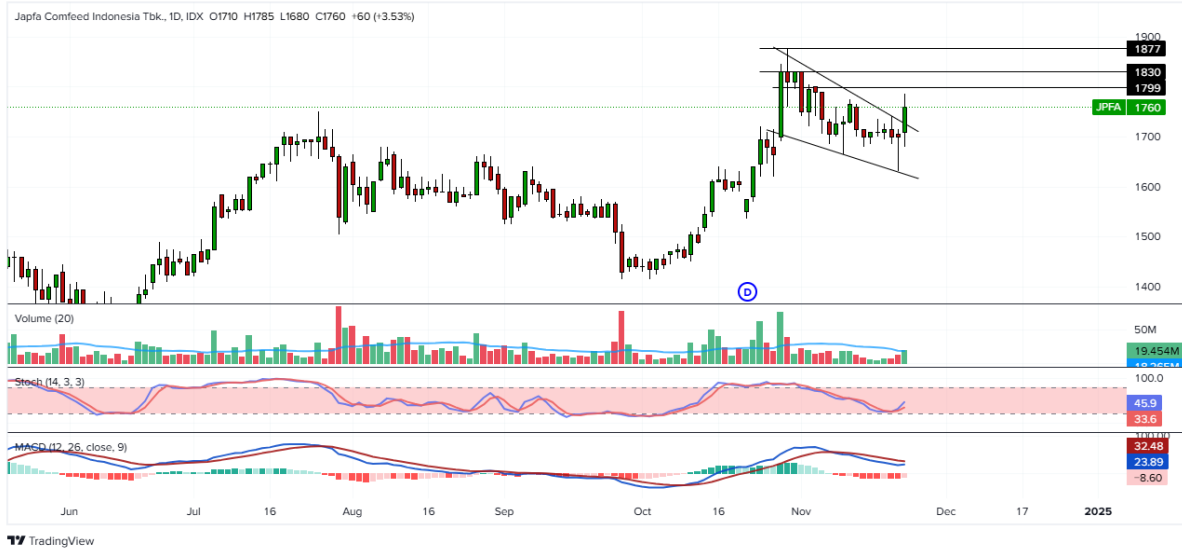 Japfa Comfeed Indonesia Tbk., 1D, IDX O1710 H1785 L1680 C1760 +60 (+3.53%)
1900
1877
1830
1799
JPFA 1760
1700
1600
1500
1400
D
Volume (20)
50M
19.454M
Stoch (14, 3, 3)
100.0
45.9
33.6
MACD (12, 26, close, 9)
100.00
32.48
23.89
−8.60
Jun Jul 16 Aug 16 Sep Oct 16 Nov Dec 17 2025
TradingView